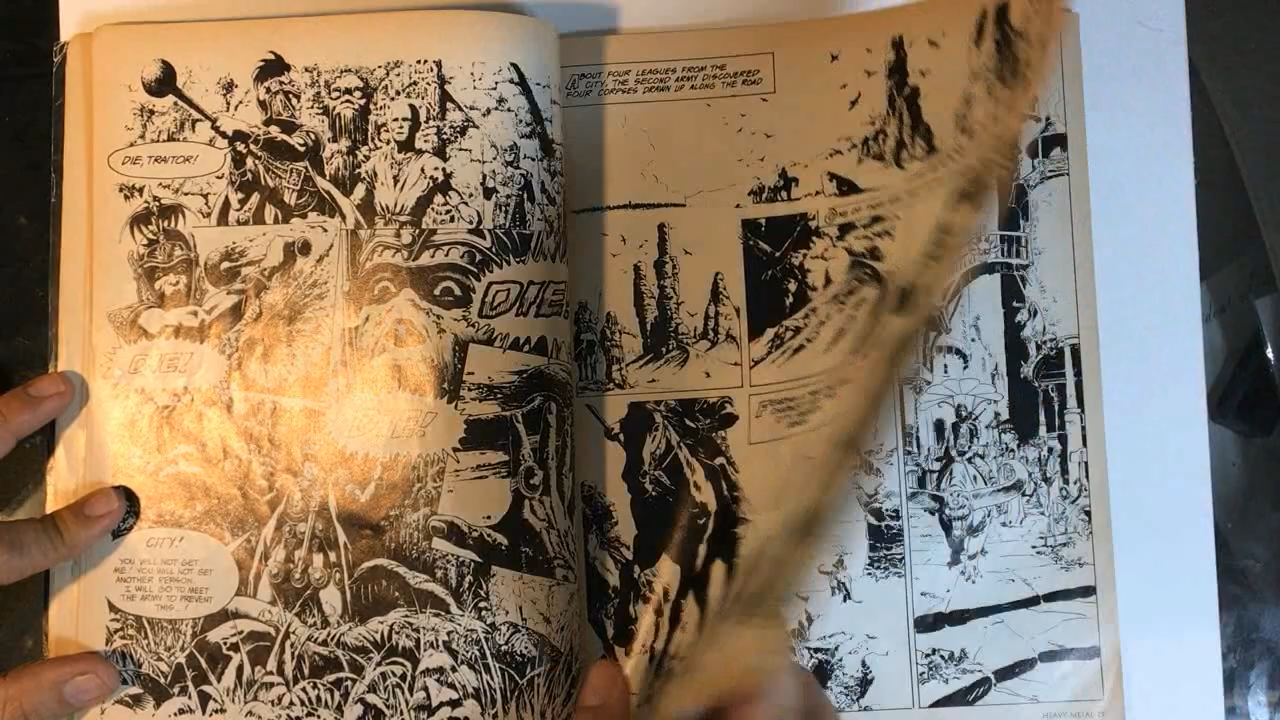 DIE, TRAITOR!
DIE!
DIE!
DIE!
CITY!
YOU WILL NOT GET
ME! YOU WILL NOT GET
ANOTHER PERSON.
I WILL GO TO MEET
THE ARMY TO PREVENT
THIS...!
ABOUT FOUR LEAGUES FROM THE
CITY, THE SECOND ARMY DISCOVERED
FOUR CORPSES DRAWN UP ALONG THE ROAD
HEAVY METAL